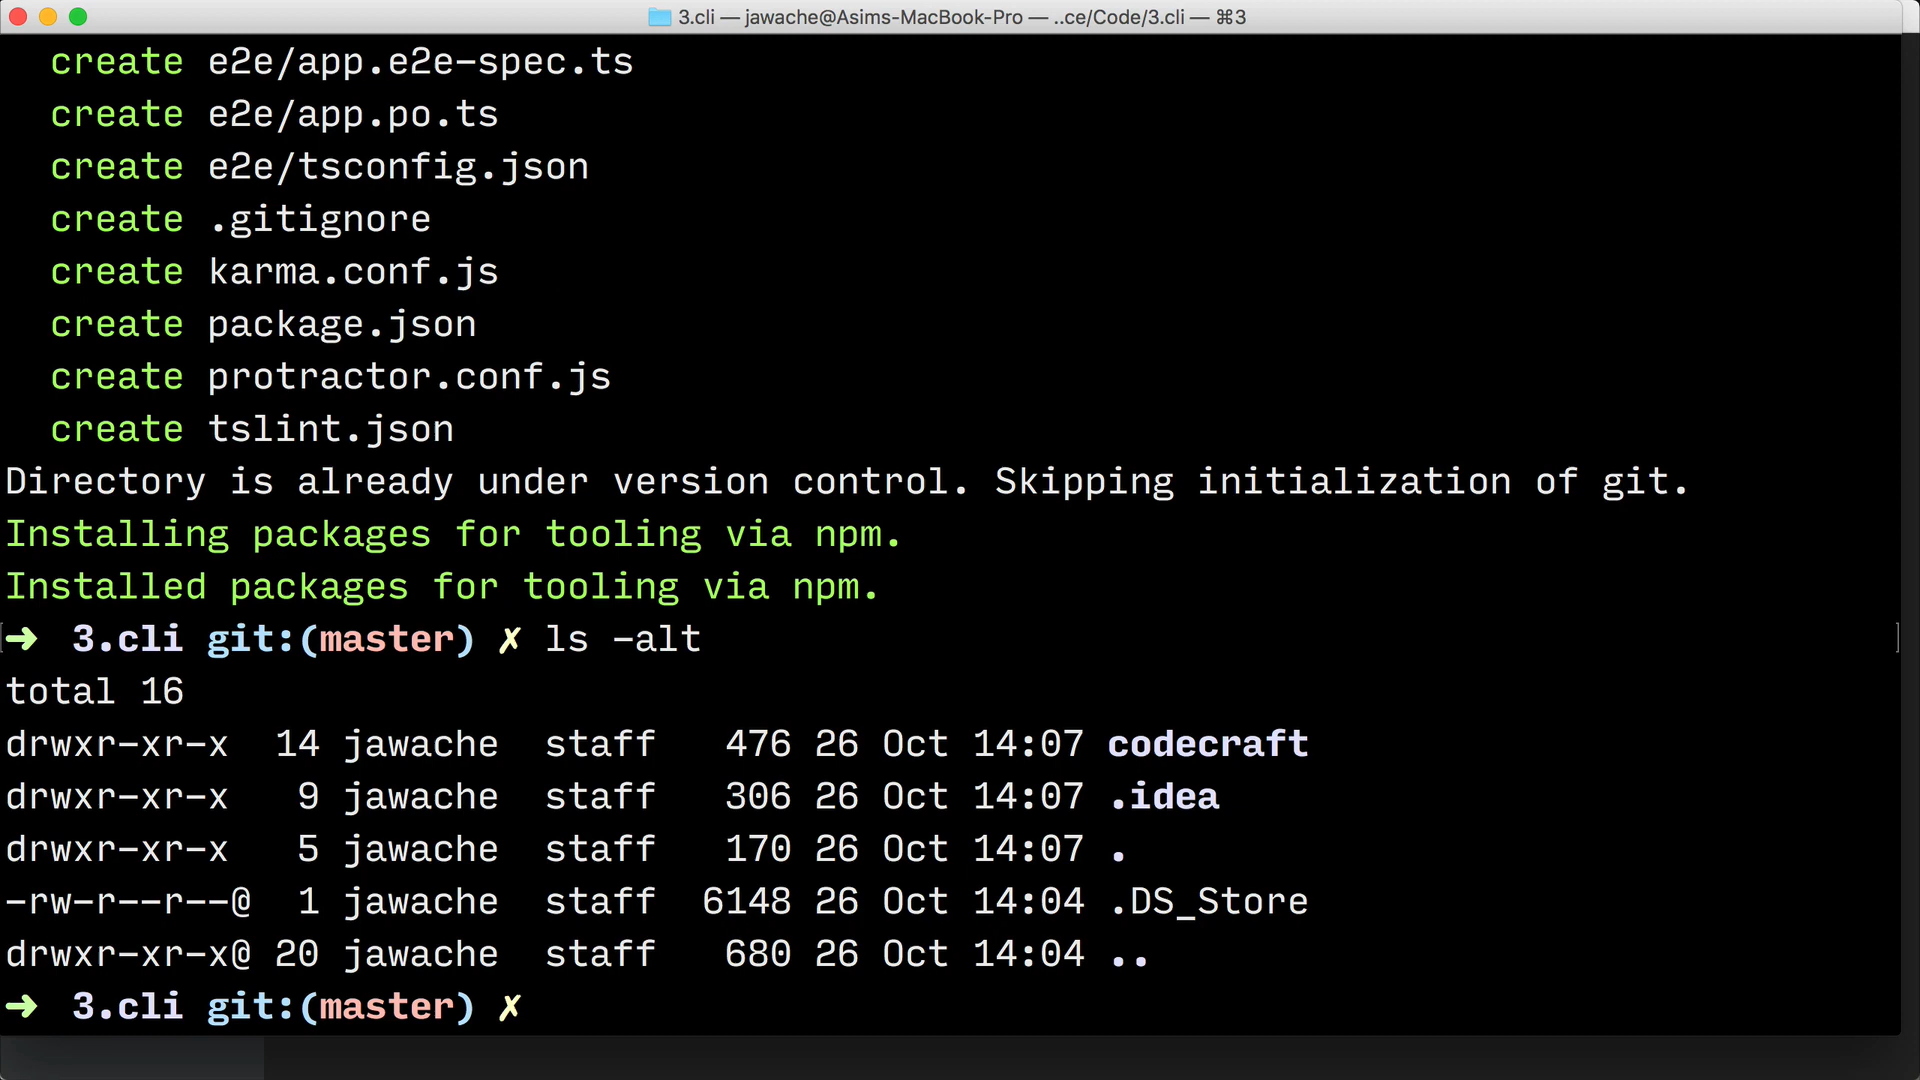 3.cli — jawache@Asims-MacBook-Pro — ..ce/Code/3.cli — ⌘3
create e2e/app.e2e-spec.ts
create e2e/app.po.ts
create e2e/tsconfig.json
create .gitignore
create karma.conf.js
create package.json
create protractor.conf.js
create tslint.json
Directory is already under version control. Skipping initialization of git.
Installing packages for tooling via npm.
Installed packages for tooling via npm.
➜  3.cli git:(master) ✗ ls -alt
total 16
drwxr-xr-x  14 jawache  staff   476 26 Oct 14:07 codecraft
drwxr-xr-x   9 jawache  staff   306 26 Oct 14:07 .idea
drwxr-xr-x   5 jawache  staff   170 26 Oct 14:07 .
-rw-r--r--@  1 jawache  staff  6148 26 Oct 14:04 .DS_Store
drwxr-xr-x@ 20 jawache  staff   680 26 Oct 14:04 ..
➜  3.cli git:(master) ✗